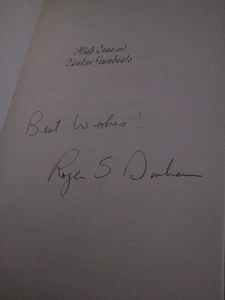 High Seas and
Yankee Gunboats
Best Wishes!
Roger S Durham